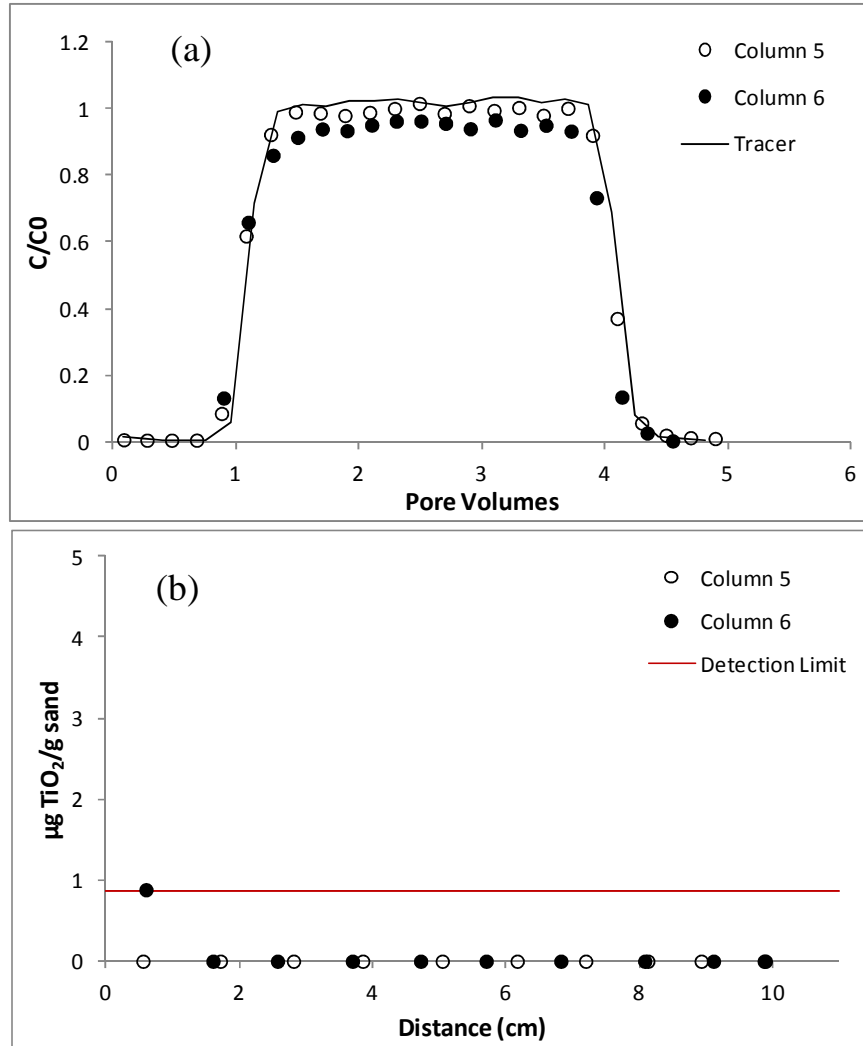 (a)
1.2
1
0.8
0.6
0.4
0.2
0
C/C0
0 1 2 3 4 5 6
Pore Volumes
Column 5
Column 6
Tracer
(b)
5
4
3
2
1
0
µg TiO₂/g sand
0 2 4 6 8 10
Distance (cm)
Column 5
Column 6
Detection Limit